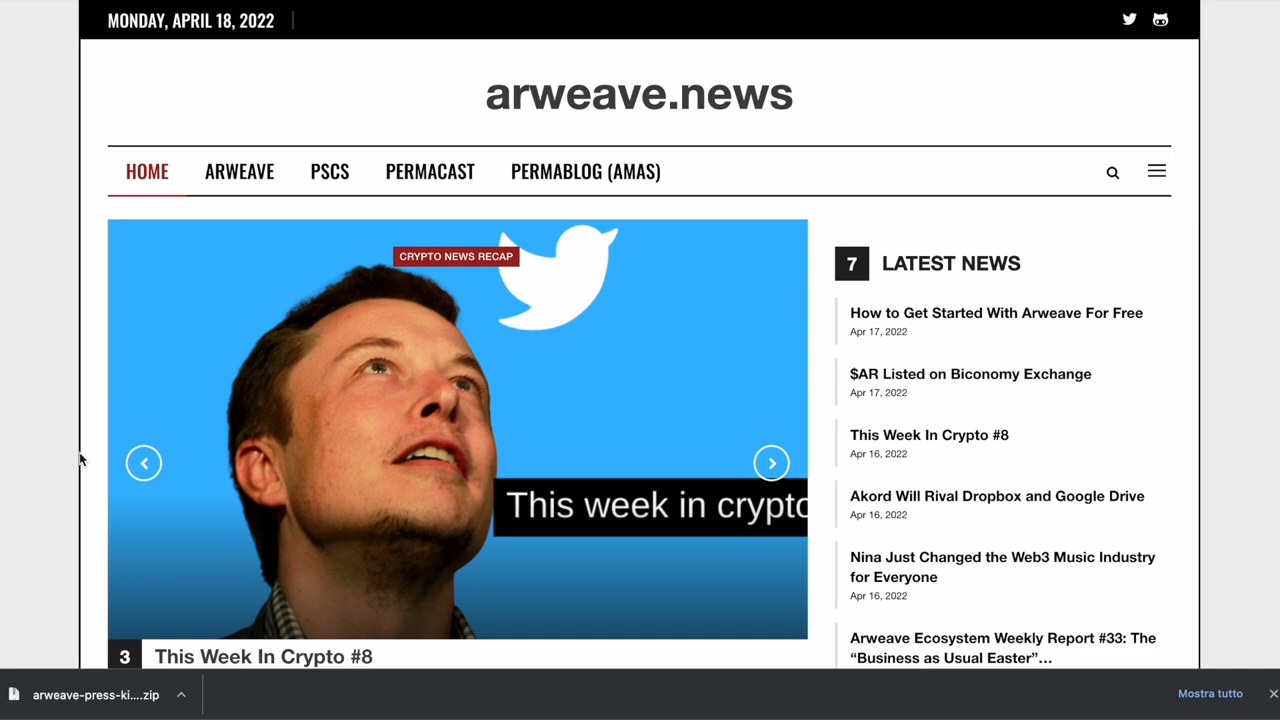 MONDAY, APRIL 18, 2022
arweave.news
HOME ARWEAVE PSCS PERMACAST PERMABLOG (AMAS)
CRYPTO NEWS RECAP
This week in crypto
3 This Week In Crypto #8
7 LATEST NEWS
How to Get Started With Arweave For Free
Apr 17, 2022
$AR Listed on Biconomy Exchange
Apr 17, 2022
This Week In Crypto #8
Apr 16, 2022
Akord Will Rival Dropbox and Google Drive
Apr 16, 2022
Nina Just Changed the Web3 Music Industry
for Everyone
Apr 16, 2022
Arweave Ecosystem Weekly Report #33: The
“Business as Usual Easter”...
arweave-press-ki....zip
Mostra tutto